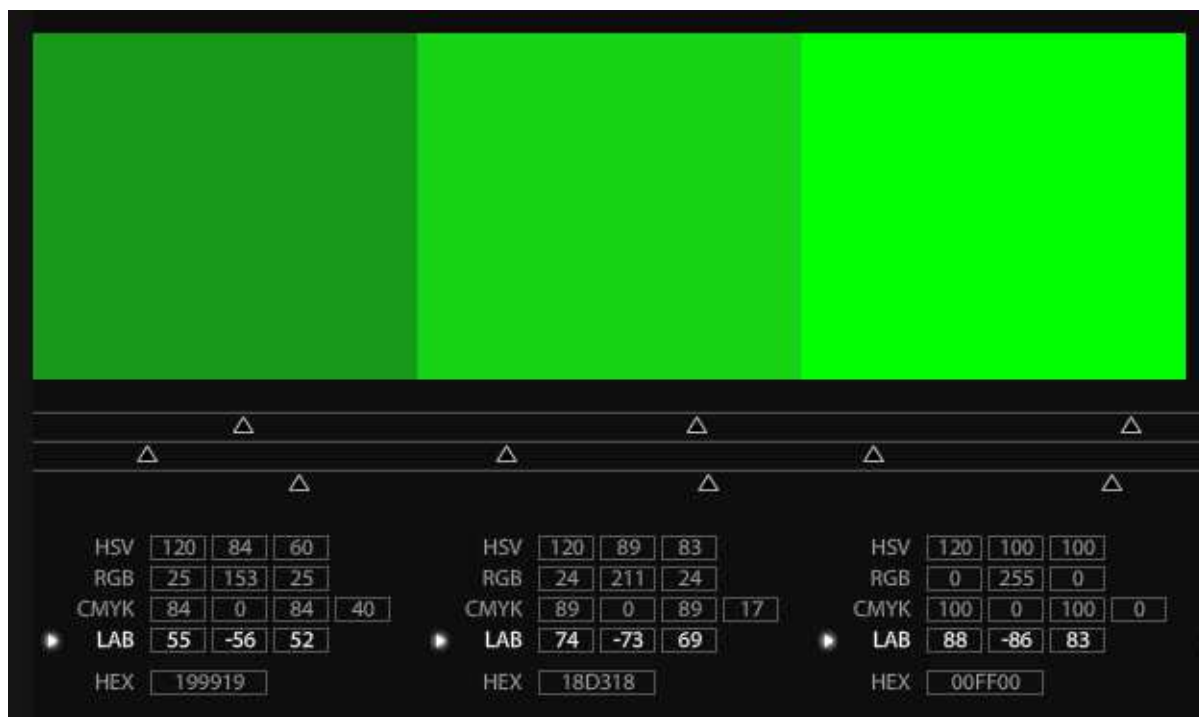 HSV 120 84 60 HSV 120 89 83 HSV 120 100 100
RGB 25 153 25 RGB 24 211 24 RGB 0 255 0
CMYK 84 0 84 40 CMYK 89 0 89 17 CMYK 100 0 100 0
LAB 55 -56 52 LAB 74 -73 69 LAB 88 -86 83
HEX 199919 HEX 18D318 HEX 00FF00